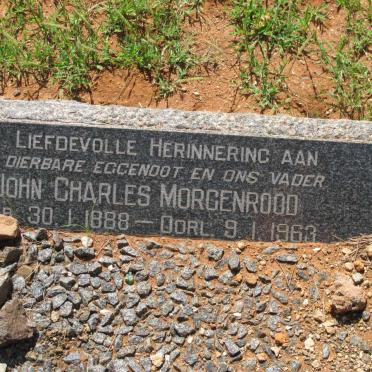 LIEFDEVOLLE HERINNERING AAN
DIERBARE EGGENOOT EN ONS VADER
JOHN CHARLES MORGENROOD
30.1.1888 — OORL. 9.1.1963